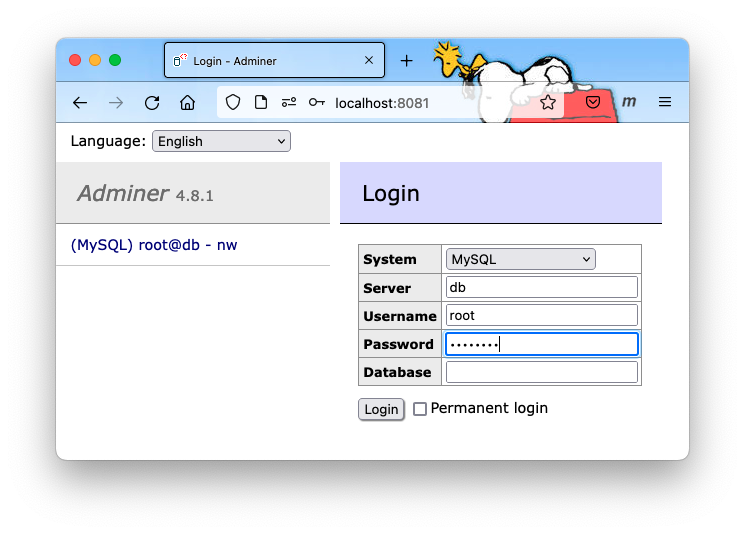 Login - Adminer
localhost:8081
m
Language: English
Adminer 4.8.1
Login
(MySQL) root@db - nw
System MySQL
Server db
Username root
Password ••••••••
Database
Login Permanent login